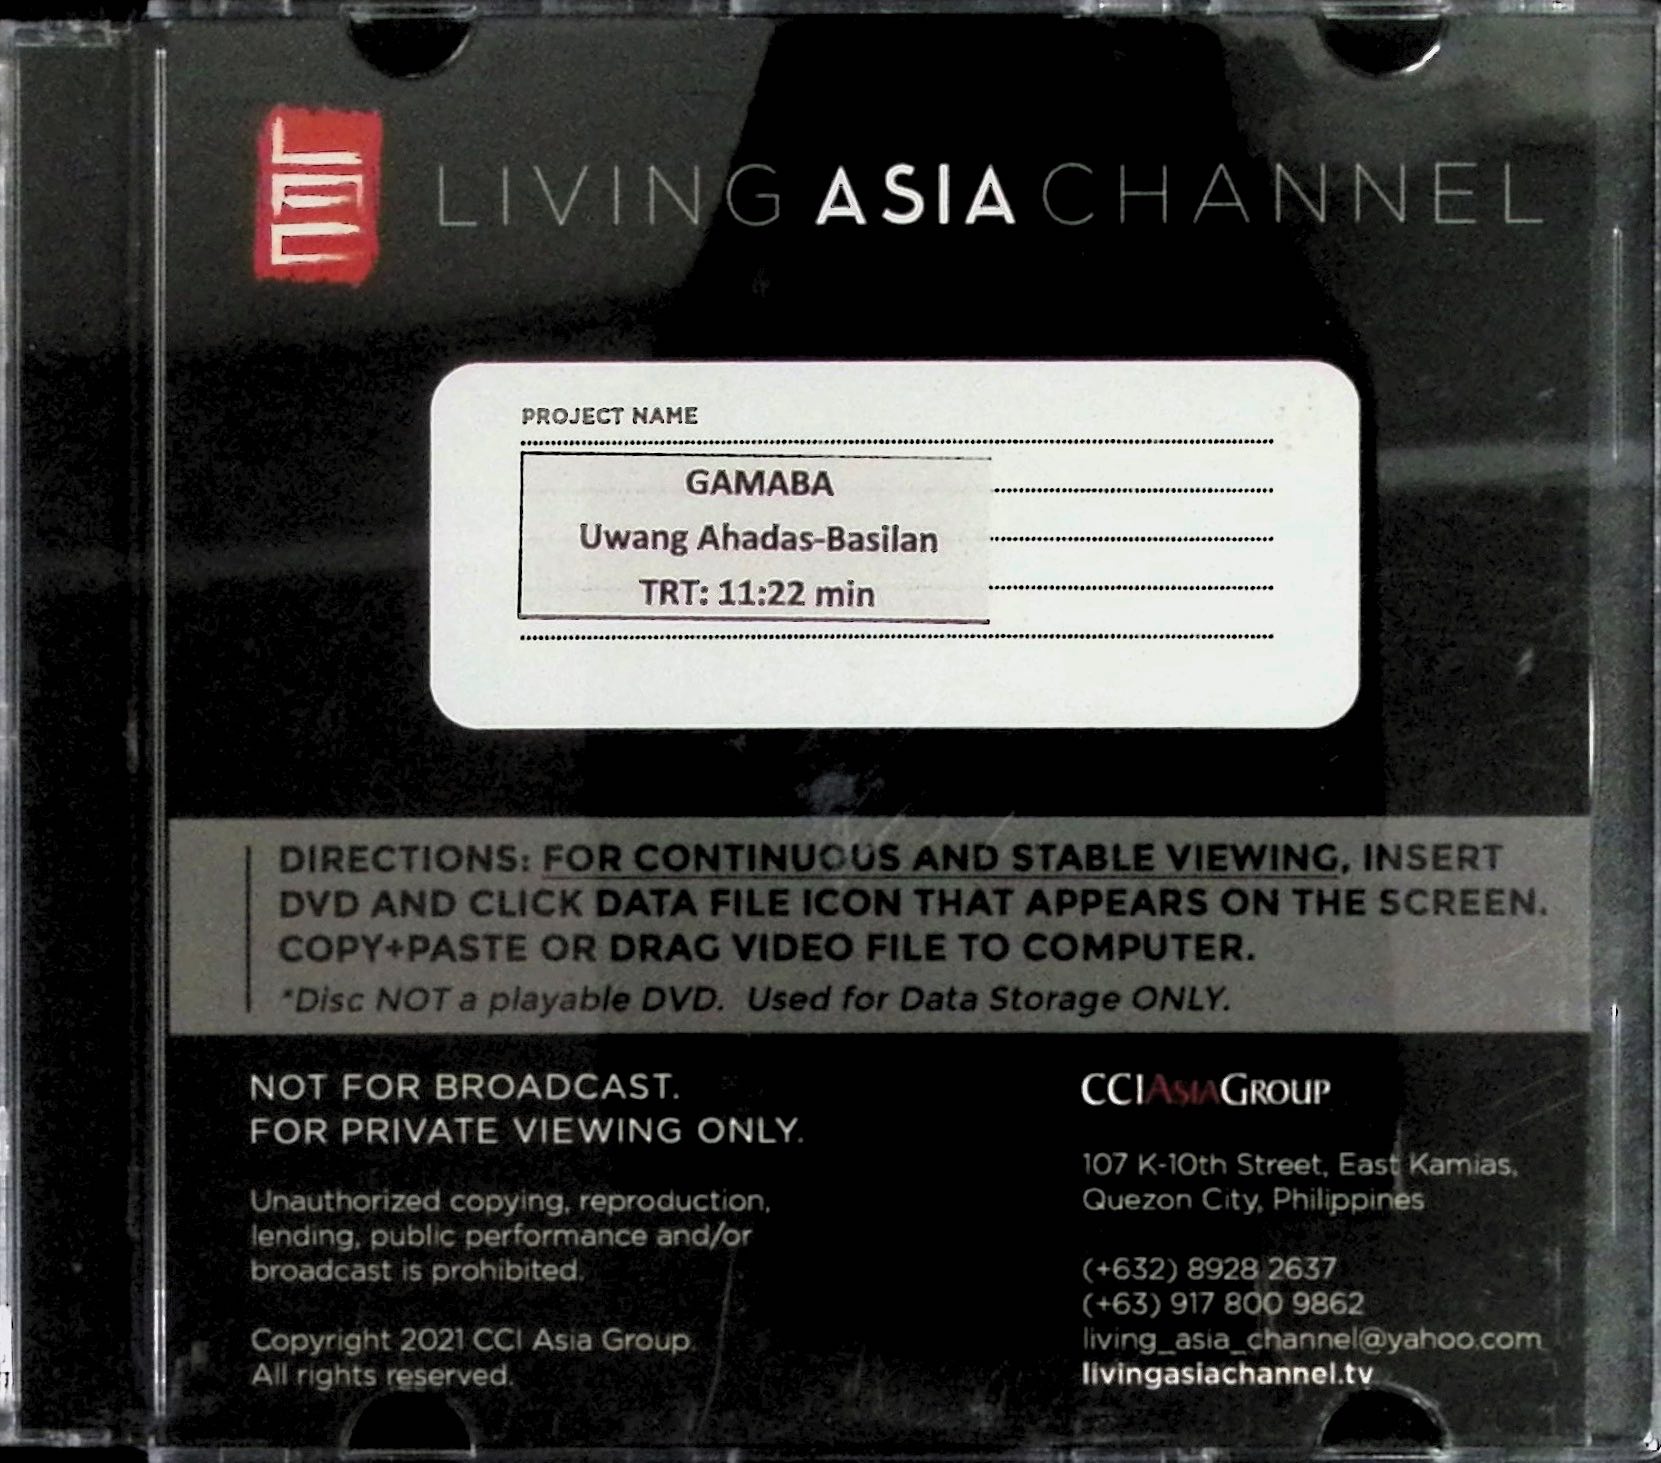 LAC
LIVING ASIA CHANNEL
PROJECT NAME
GAMABA
Uwang Ahadas-Basilan
TRT: 11:22 min
DIRECTIONS: FOR CONTINUOUS AND STABLE VIEWING, INSERT
DVD AND CLICK DATA FILE ICON THAT APPEARS ON THE SCREEN.
COPY+PASTE OR DRAG VIDEO FILE TO COMPUTER.
*Disc NOT a playable DVD. Used for Data Storage ONLY.
NOT FOR BROADCAST.
FOR PRIVATE VIEWING ONLY.
Unauthorized copying, reproduction,
lending, public performance and/or
broadcast is prohibited.
Copyright 2021 CCI Asia Group.
All rights reserved.
CCIASIAGROUP
107 K-10th Street, East Kamias,
Quezon City, Philippines
(+632) 8928 2637
(+63) 917 800 9862
living_asia_channel@yahoo.com
livingasiachannel.tv